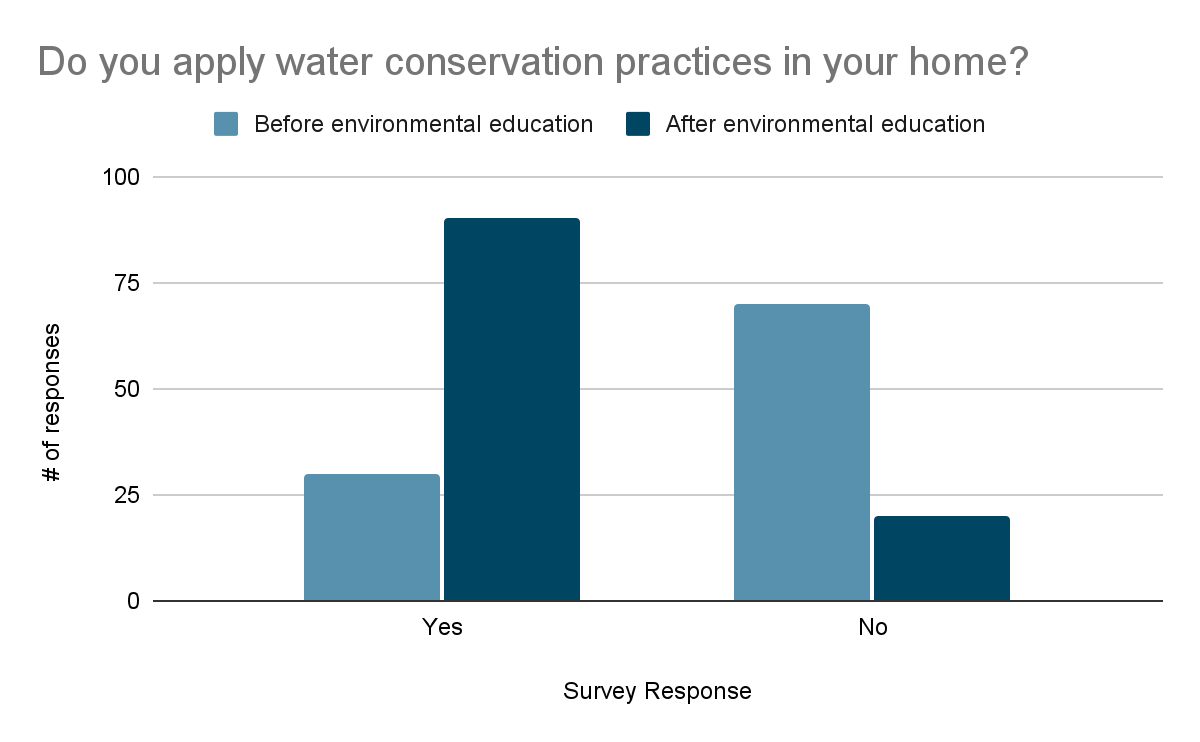 Do you apply water conservation practices in your home?
Before environmental education
After environmental education
100
75
50
25
0
# of responses
Yes
No
Survey Response